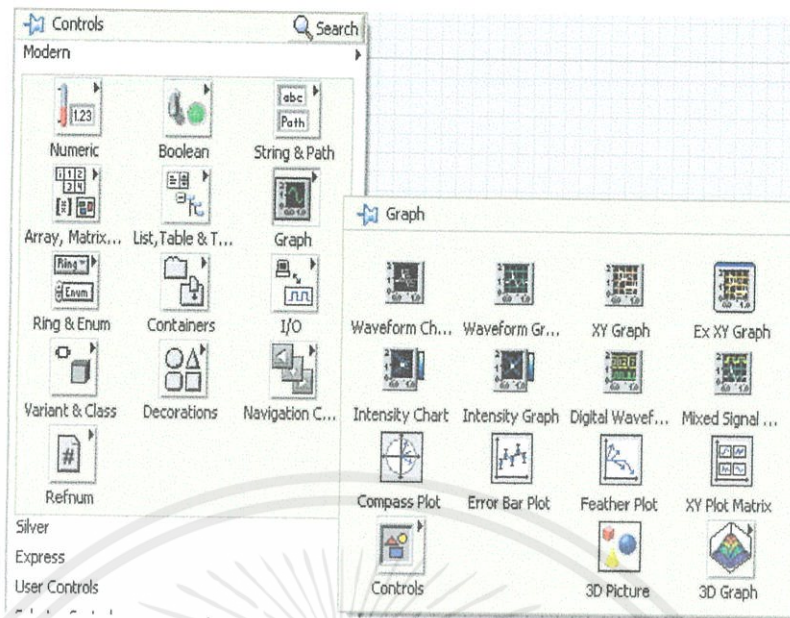 Controls
Search
Modern
1.23
abc
Path
Numeric
Boolean
String & Path
Array, Matrix...
List, Table & T...
Graph
Ring
Enum
Ring & Enum
Containers
I/O
Variant & Class
Decorations
Navigation C...
#
Refnum
Silver
Express
User Controls
Graph
Waveform Ch...
Waveform Gr...
XY Graph
Ex XY Graph
Intensity Chart
Intensity Graph
Digital Wavef...
Mixed Signal ...
Compass Plot
Error Bar Plot
Feather Plot
XY Plot Matrix
Controls
3D Picture
3D Graph